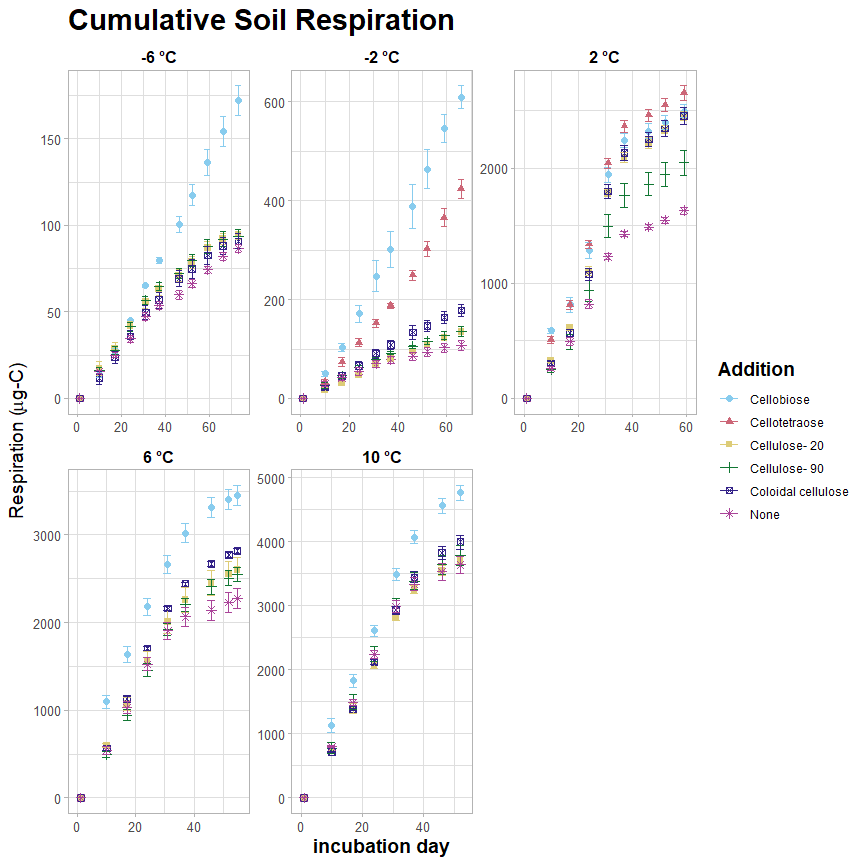 Cumulative Soil Respiration
-6 °C
-2 °C
2 °C
150
100
50
0
0 20 40 60
600
400
200
0
0 20 40 60
2000
1000
0
0 20 40 60
Respiration (µg-C)
6 °C
10 °C
3000
2000
1000
0
0 20 40
5000
4000
3000
2000
1000
0
0 20 40
incubation day
Addition
Cellobiose
Cellotetraose
Cellulose- 20
Cellulose- 90
Coloidal cellulose
None